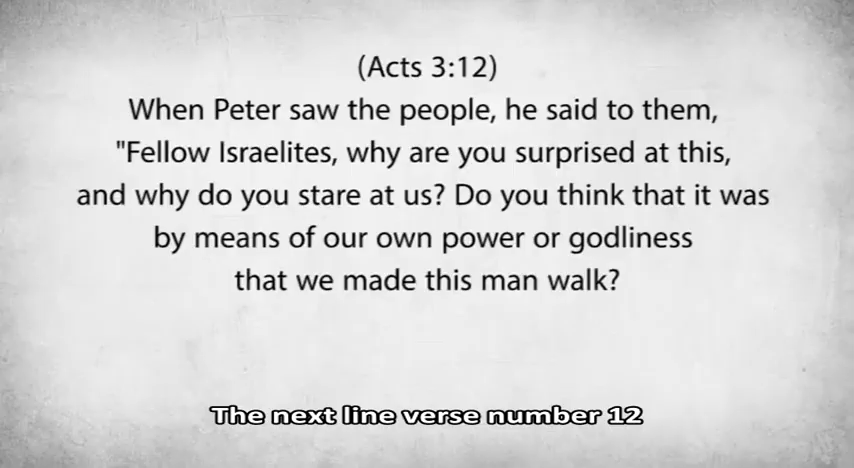 (Acts 3:12)
When Peter saw the people, he said to them,
"Fellow Israelites, why are you surprised at this,
and why do you stare at us? Do you think that it was
by means of our own power or godliness
that we made this man walk?
The next line verse number 12